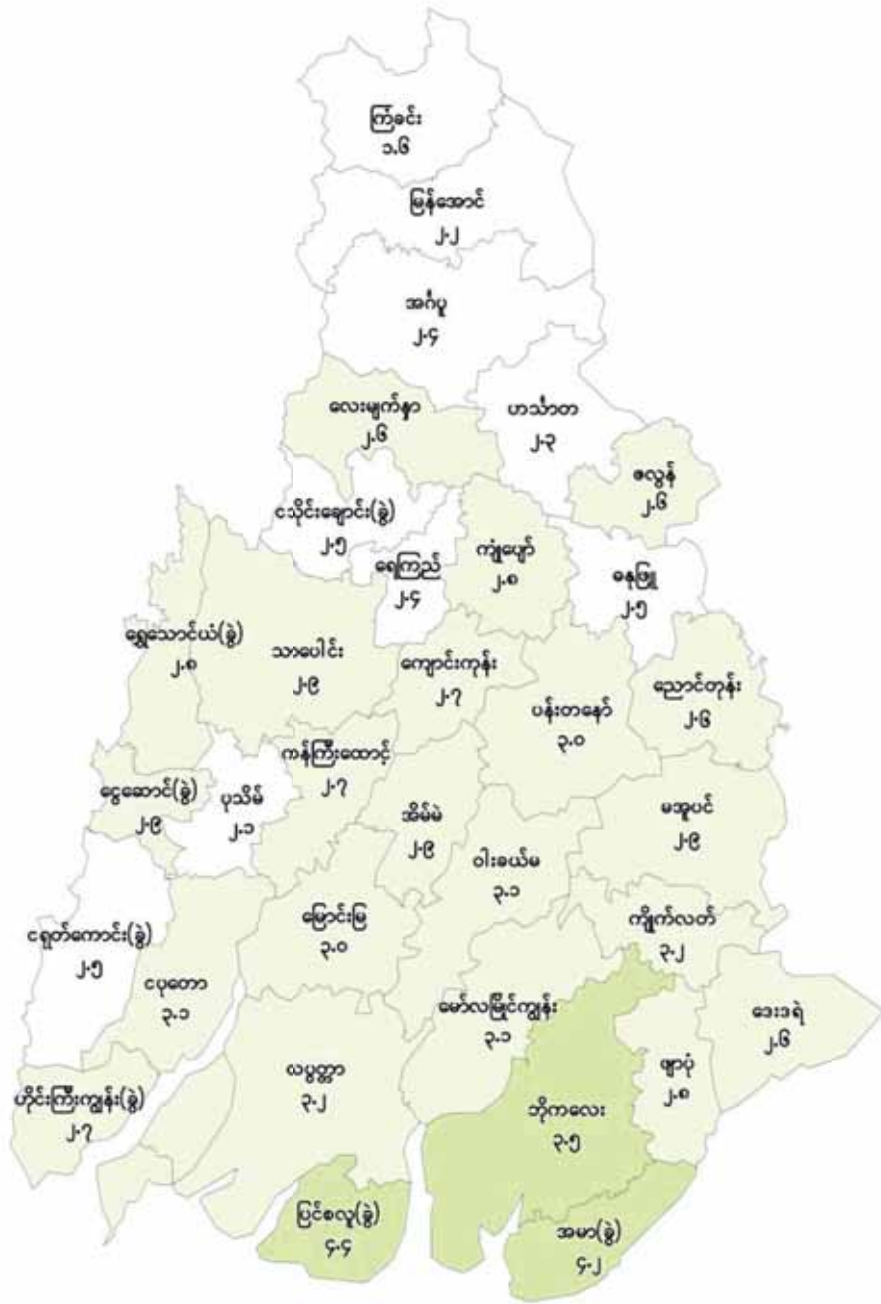 ကြံခင်း
၁.၆
မြန်အောင်
၂.၂
အင်္ဂပူ
၂.၄
လေးမျက်နှာ
၂.၆
ဟင်္သာတ
၂.၃
ဇလွန်
၂.၆
ငသိုင်းချောင်း(ခွဲ)
၂.၅
ရေကြည်
၂.၄
ကျုံပျော်
၂.၈
ဓနုဖြူ
၂.၅
ရွှေသောင်ယံ(ခွဲ)
၂.၈
သာပေါင်း
၂.၉
ကျောင်းကုန်း
၂.၇
ပန်းတနော်
၃.၀
ညောင်တုန်း
၂.၆
ငွေဆောင်(ခွဲ)
၂.၉
ပုသိမ်
၂.၁
ကန်ကြီးထောင့်
၂.၇
အိမ်မဲ
၂.၉
ဝါးခယ်မ
၃.၁
မအူပင်
၂.၉
ငရုတ်ကောင်း(ခွဲ)
၂.၅
ငပုတော
၃.၁
မြောင်းမြ
၃.၀
ကျိုက်လတ်
၃.၂
မော်လမြိုင်ကျွန်း
၃.၁
ဒေးဒရဲ
၂.၆
ဟိုင်းကြီးကျွန်း(ခွဲ)
၂.၇
လပွတ္တာ
၃.၂
ဖျာပုံ
၂.၈
ဘိုကလေး
၃.၅
ပြင်စလူ(ခွဲ)
၄.၄
အမာ(ခွဲ)
၄.၂